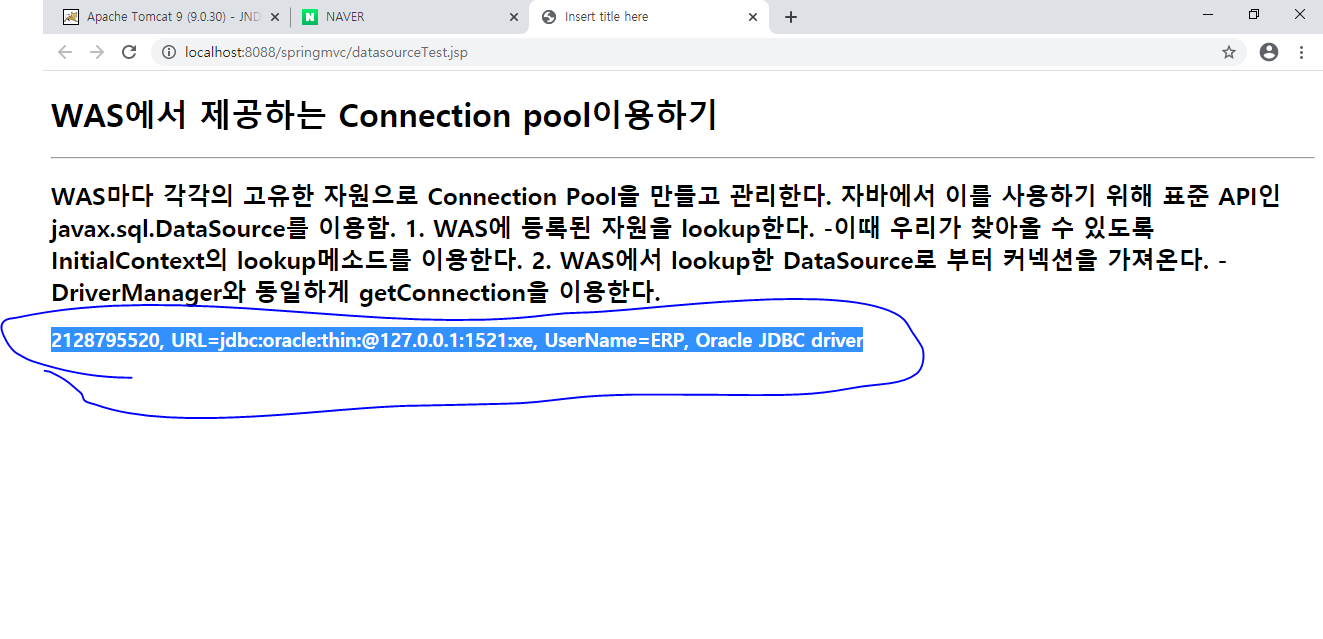 Apache Tomcat 9 (9.0.30) - JND
NAVER
Insert title here
localhost:8088/springmvc/datasourceTest.jsp
WAS에서 제공하는 Connection pool이용하기
WAS마다 각각의 고유한 자원으로 Connection Pool을 만들고 관리한다. 자바에서 이를 사용하기 위해 표준 API인
javax.sql.DataSource를 이용함. 1. WAS에 등록된 자원을 lookup한다. -이때 우리가 찾아올 수 있도록
InitialContext의 lookup메소드를 이용한다. 2. WAS에서 lookup한 DataSource로 부터 커넥션을 가져온다. -
DriverManager와 동일하게 getConnection을 이용한다.
2128795520, URL=jdbc:oracle:thin:@127.0.0.1:1521:xe, UserName=ERP, Oracle JDBC driver